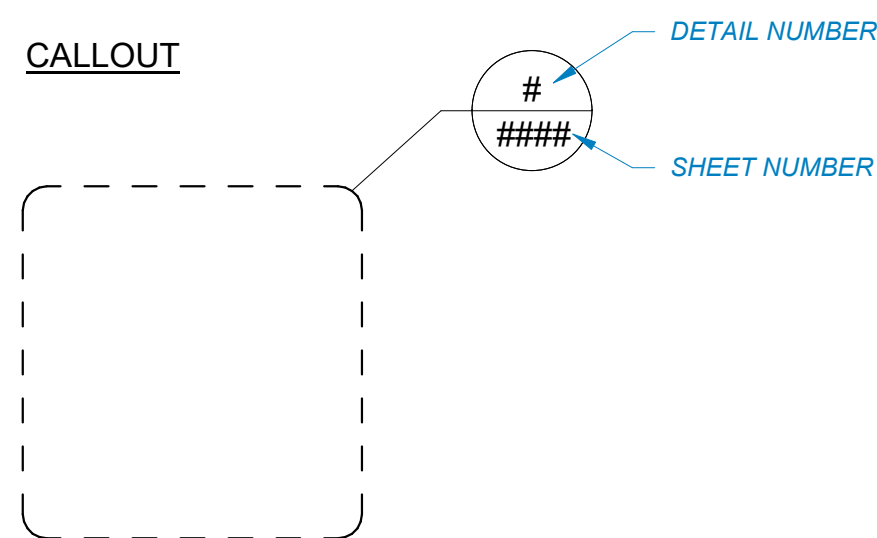 CALLOUT
DETAIL NUMBER
#
####
SHEET NUMBER